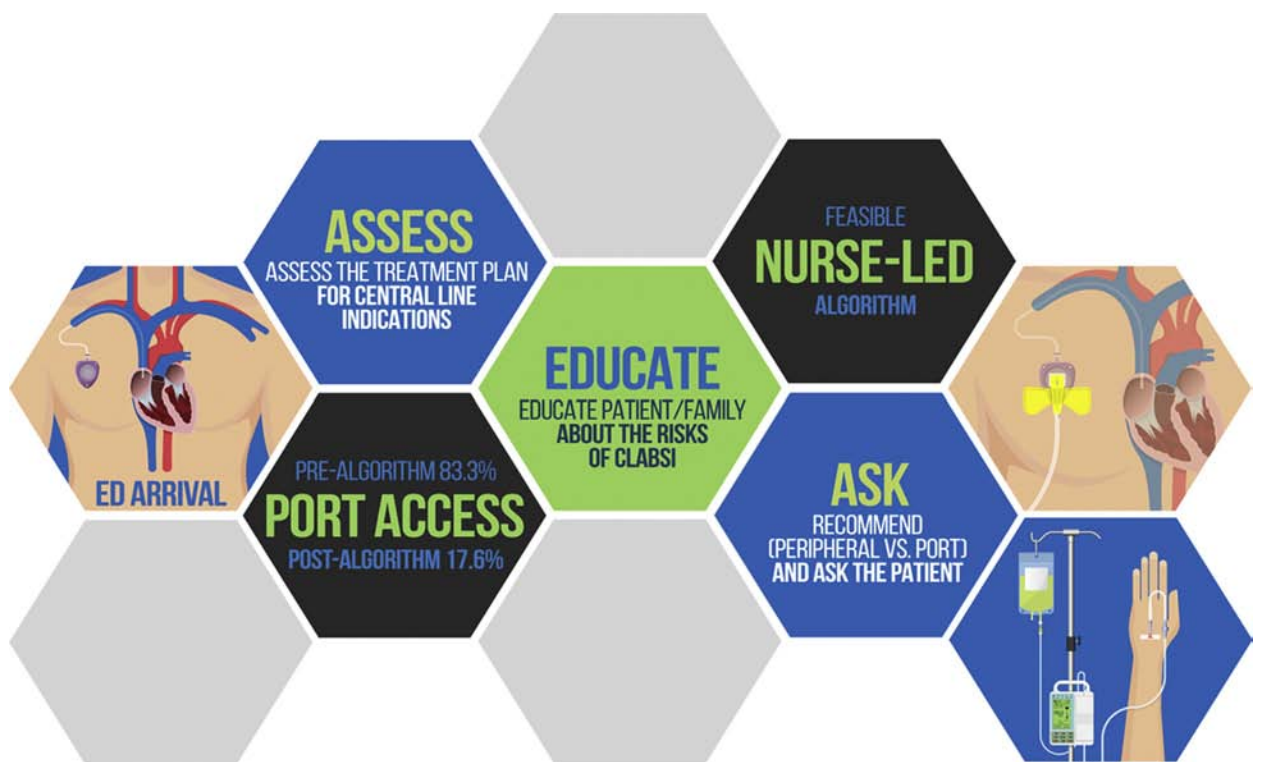 ASSESS
ASSESS THE TREATMENT PLAN
FOR CENTRAL LINE
INDICATIONS
FEASIBLE
NURSE-LED
ALGORITHM
ED ARRIVAL
EDUCATE
EDUCATE PATIENT/FAMILY
ABOUT THE RISKS
OF CLABSI
PRE-ALGORITHM 83.3%
PORT ACCESS
POST-ALGORITHM 17.6%
ASK
RECOMMEND
(PERIPHERAL VS. PORT)
AND ASK THE PATIENT